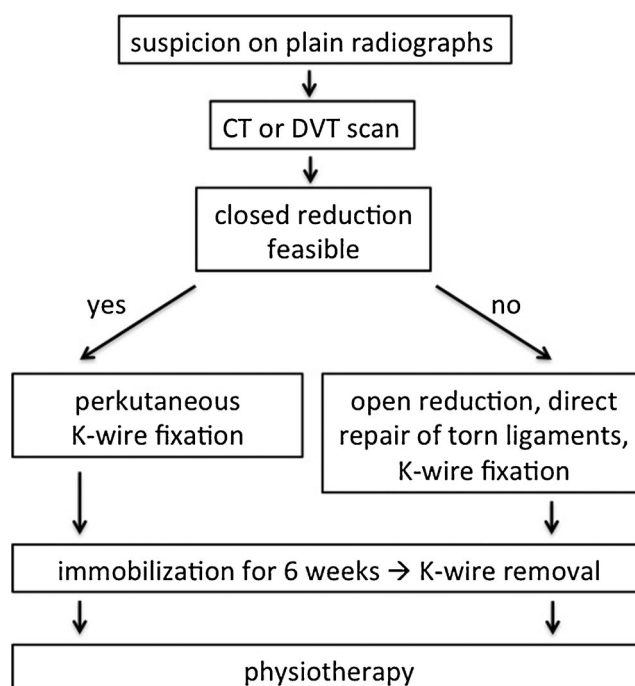 suspicion on plain radiographs
CT or DVT scan
closed reduction
feasible
yes
no
perkutaneous
K-wire fixation
open reduction, direct
repair of torn ligaments,
K-wire fixation
immobilization for 6 weeks → K-wire removal
physiotherapy